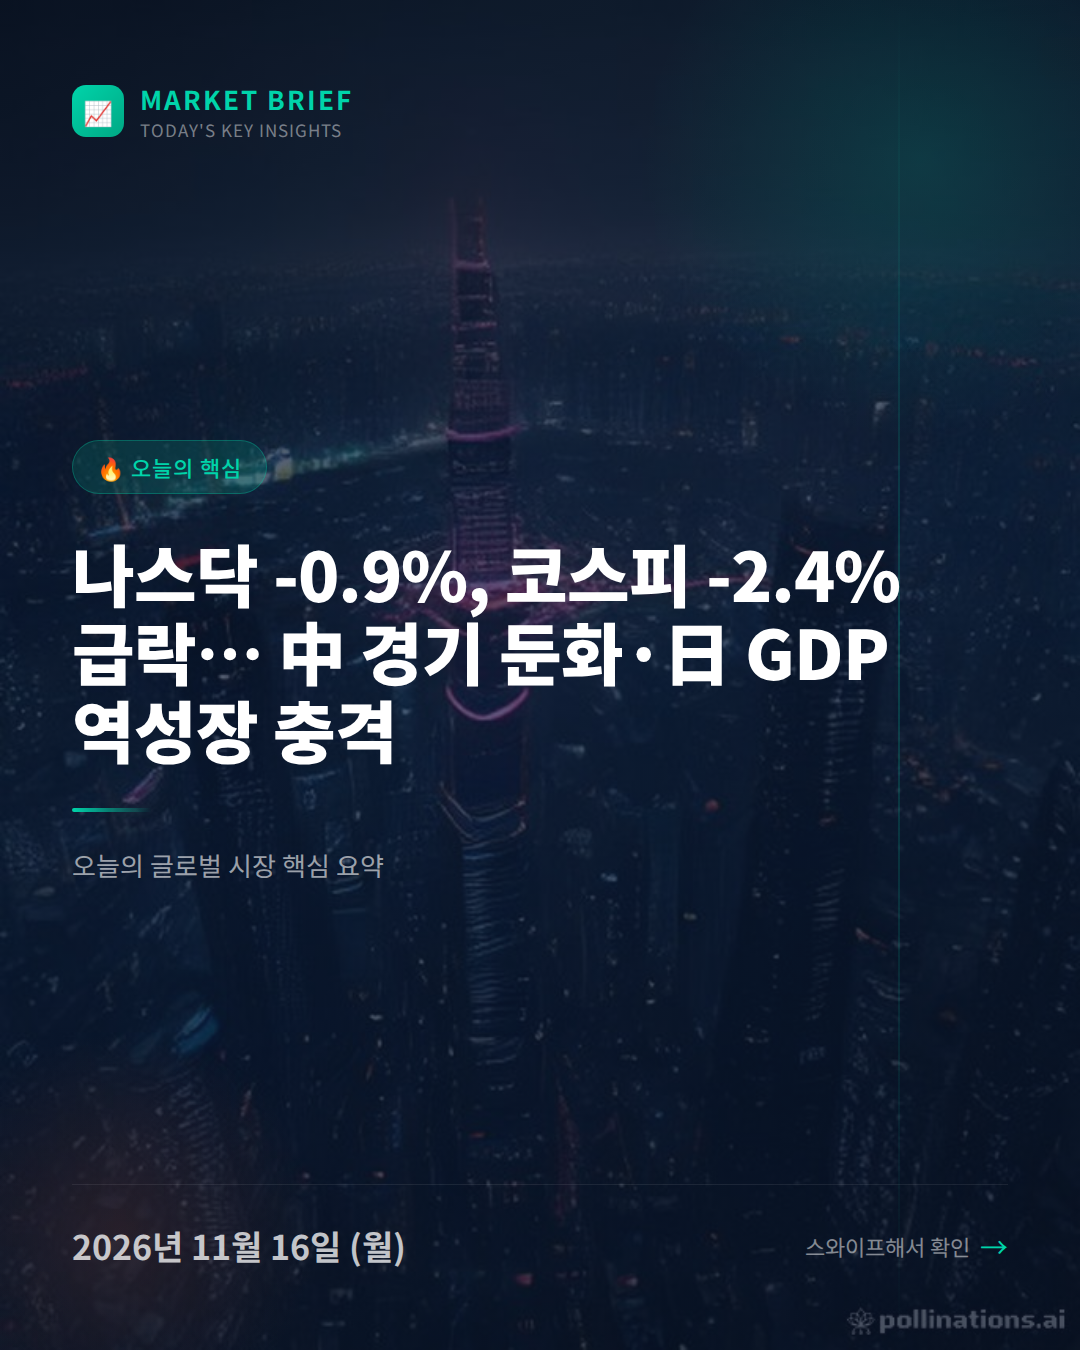 MARKET BRIEF
TODAY'S KEY INSIGHTS
🔥 오늘의 핵심
나스닥 -0.9%, 코스피 -2.4%
급락… 中 경기 둔화·日 GDP
역성장 충격
오늘의 글로벌 시장 핵심 요약
2026년 11월 16일 (월)
스와이프해서 확인 →
pollinations.ai